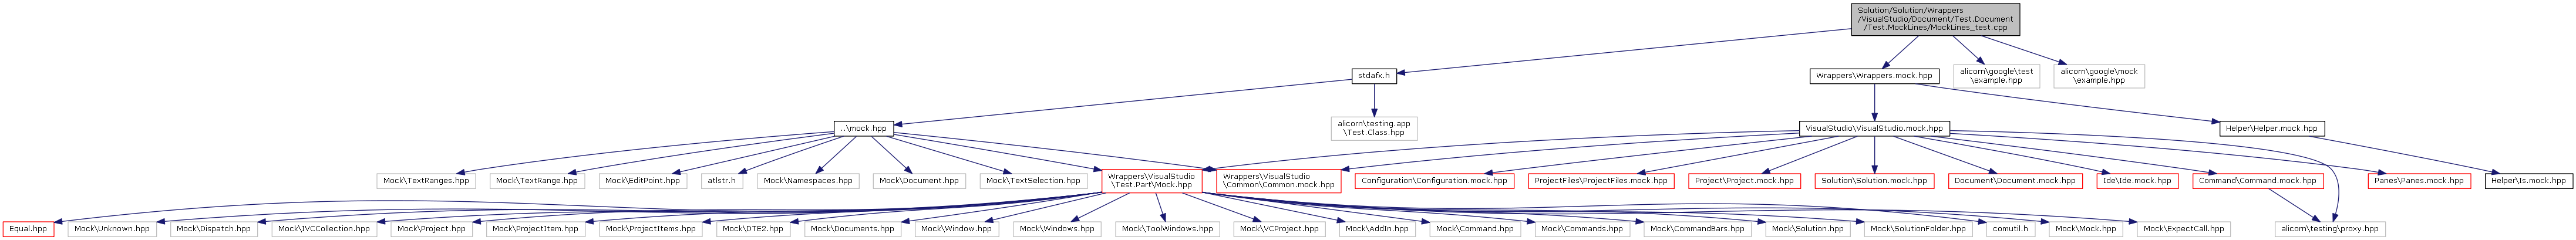 Solution/Solution/Wrappers
/VisualStudio/Document/Test.Document
/Test.MockLines/MockLines_test.cpp
stdafx.h
Wrappers\Wrappers.mock.hpp
alicorn\google\test
\example.hpp
alicorn\google\mock
\example.hpp
..\mock.hpp
alicorn\testing.app
\Test.Class.hpp
VisualStudio\VisualStudio.mock.hpp
Helper\Helper.mock.hpp
Mock\TextRanges.hpp
Mock\TextRange.hpp
Mock\EditPoint.hpp
atlstr.h
Mock\Namespaces.hpp
Mock\Document.hpp
Mock\TextSelection.hpp
Wrappers\VisualStudio
\Test.Part\Mock.hpp
Wrappers\VisualStudio
\Common\Common.mock.hpp
Configuration\Configuration.mock.hpp
ProjectFiles\ProjectFiles.mock.hpp
Project\Project.mock.hpp
Solution\Solution.mock.hpp
Document\Document.mock.hpp
Ide\Ide.mock.hpp
Command\Command.mock.hpp
Panes\Panes.mock.hpp
Helper\Is.mock.hpp
Equal.hpp
Mock\Unknown.hpp
Mock\Dispatch.hpp
Mock\IVCCollection.hpp
Mock\Project.hpp
Mock\ProjectItem.hpp
Mock\ProjectItems.hpp
Mock\DTE2.hpp
Mock\Documents.hpp
Mock\Window.hpp
Mock\Windows.hpp
Mock\ToolWindows.hpp
Mock\VCProject.hpp
Mock\AddIn.hpp
Mock\Command.hpp
Mock\Commands.hpp
Mock\CommandBars.hpp
Mock\Solution.hpp
Mock\SolutionFolder.hpp
comutil.h
Mock\Mock.hpp
Mock\ExpectCall.hpp
alicorn\testing\proxy.hpp